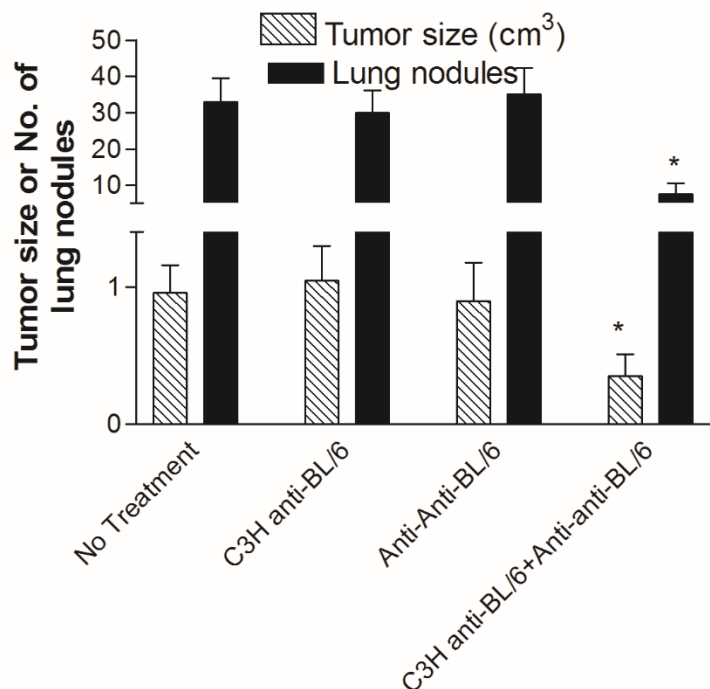 Tumor size (cm³)
Lung nodules
Tumor size or No. of
lung nodules
50
40
30
20
10
1
0
*
*
No Treatment
C3H anti-BL/6
Anti-Anti-BL/6
C3H anti-BL/6+Anti-anti-BL/6